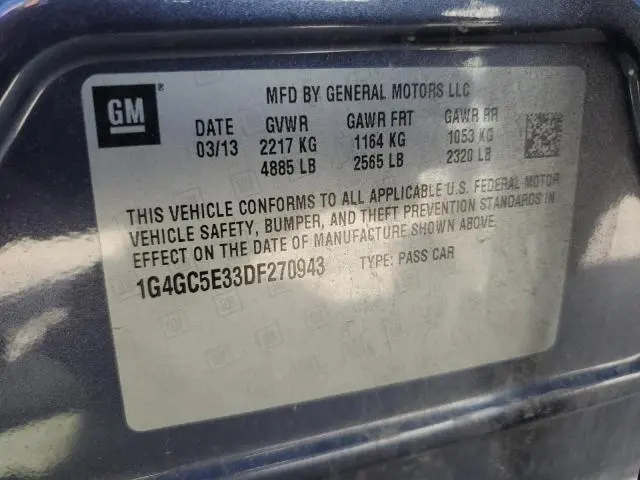 GM ®
MFD BY GENERAL MOTORS LLC
DATE GVWR GAWR FRT GAWR RR
03/13 2217 KG 1164 KG 1053 KG
4885 LB 2565 LB 2320 LB
THIS VEHICLE CONFORMS TO ALL APPLICABLE U.S. FEDERAL MOTOR
VEHICLE SAFETY, BUMPER, AND THEFT PREVENTION STANDARDS IN
EFFECT ON THE DATE OF MANUFACTURE SHOWN ABOVE.
1G4GC5E33DF270943 TYPE: PASS CAR